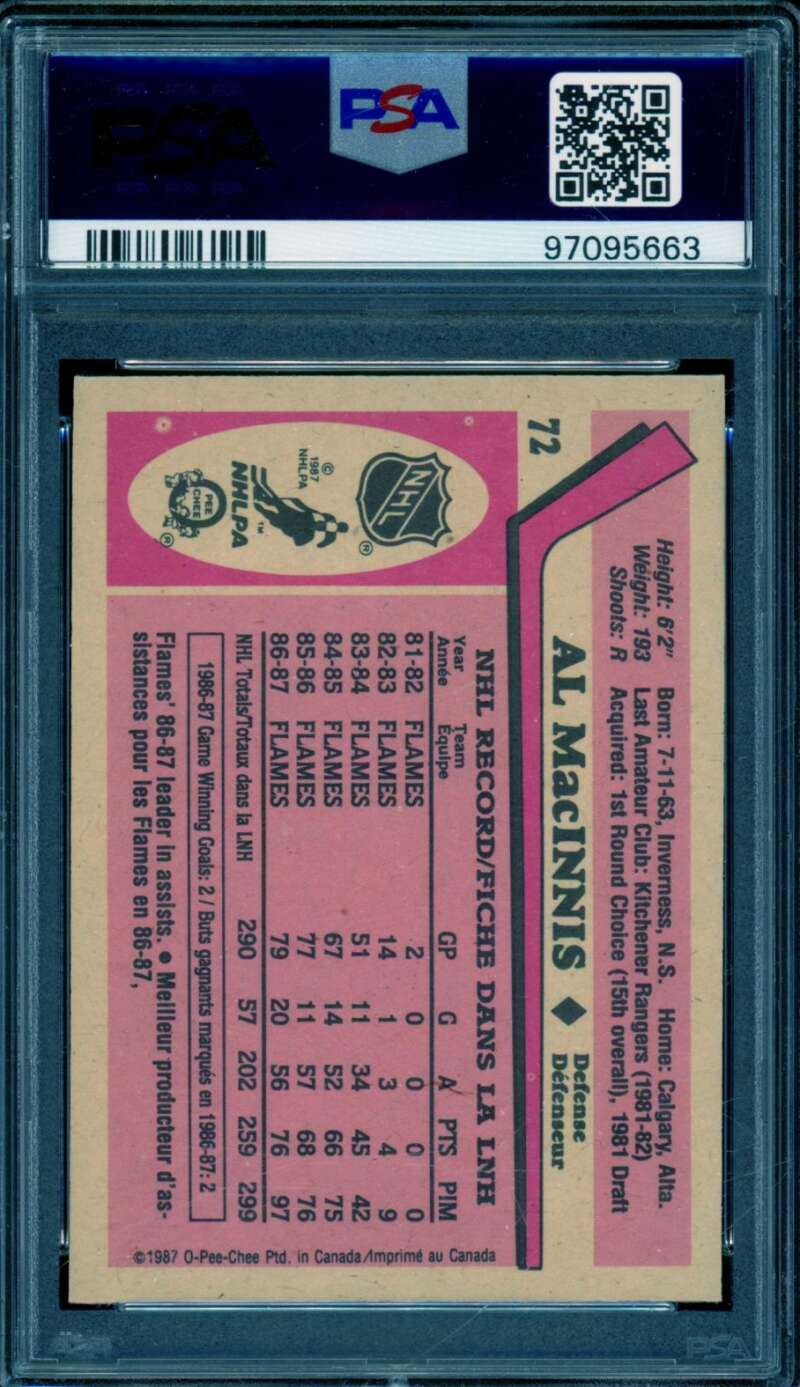 PSA
97095663
72
AL MacINNIS ◆ Defense
Défenseur
Height: 6'2" Born: 7-11-63, Inverness, N.S. Home: Calgary, Alta.
Weight: 193 Last Amateur Club: Kitchener Rangers (1981-82)
Shoots: R Acquired: 1st Round Choice (15th overall), 1981 Draft
NHL
®
© 1987 NHLPA
NHLPA
™
O PEE CHEE
®
NHL RECORD/FICHE DANS LA LNH
Year Team GP G A PTS PIM
Année Équipe
81-82 FLAMES 2 0 0 0 0
82-83 FLAMES 14 1 3 4 9
83-84 FLAMES 51 11 34 45 42
84-85 FLAMES 67 14 52 66 75
85-86 FLAMES 77 11 57 68 76
86-87 FLAMES 79 20 56 76 97
NHL Totals/Totaux dans la LNH 290 57 202 259 299
1986-87 Game Winning Goals: 2 / Buts gagnants marqués en 1986-87: 2
Flames' 86-87 leader in assists. ● Meilleur producteur d'as-
sistances pour les Flames en 86-87.
©1987 O-Pee-Chee Ptd. in Canada/Imprimé au Canada
PSA